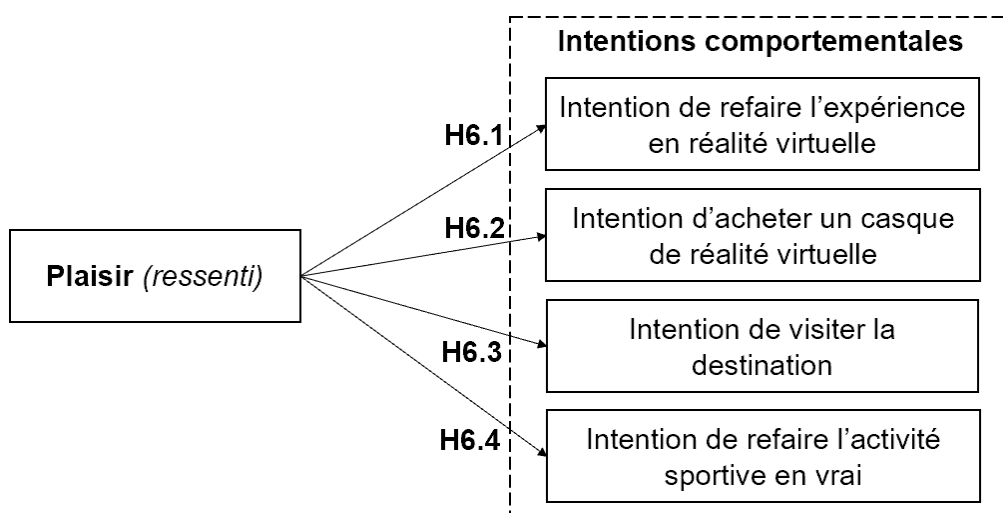 Intentions comportementales
Intention de refaire l’expérience
en réalité virtuelle
H6.1
Intention d’acheter un casque
de réalité virtuelle
H6.2
Plaisir (ressenti)
Intention de visiter la
destination
H6.3
Intention de refaire l’activité
sportive en vrai
H6.4